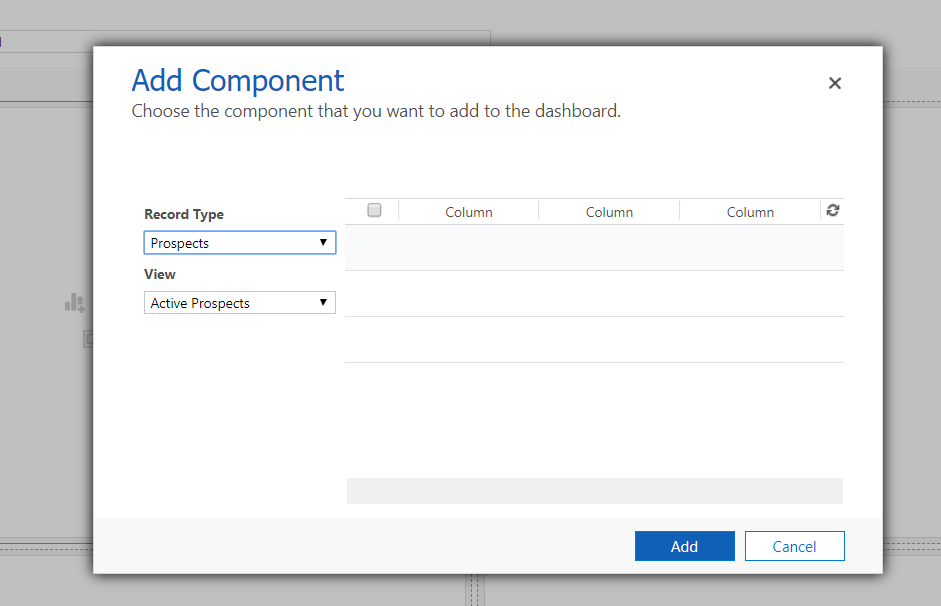 Add Component
Choose the component that you want to add to the dashboard.
Record Type
Prospects
View
Active Prospects
Column Column Column
Add Cancel